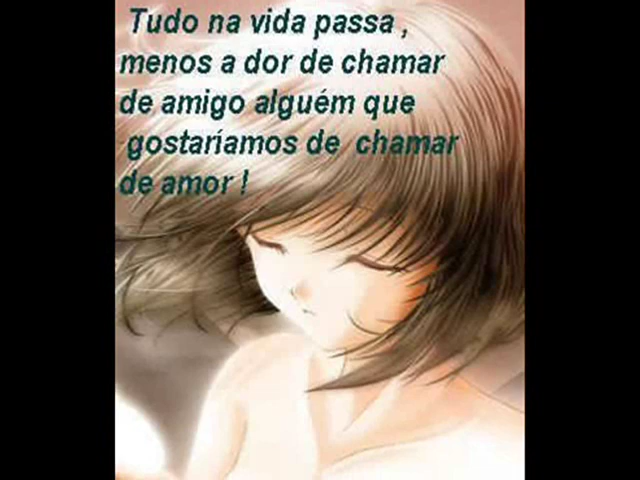 Tudo na vida passa ,
menos a dor de chamar
de amigo alguém que
gostaríamos de chamar
de amor !